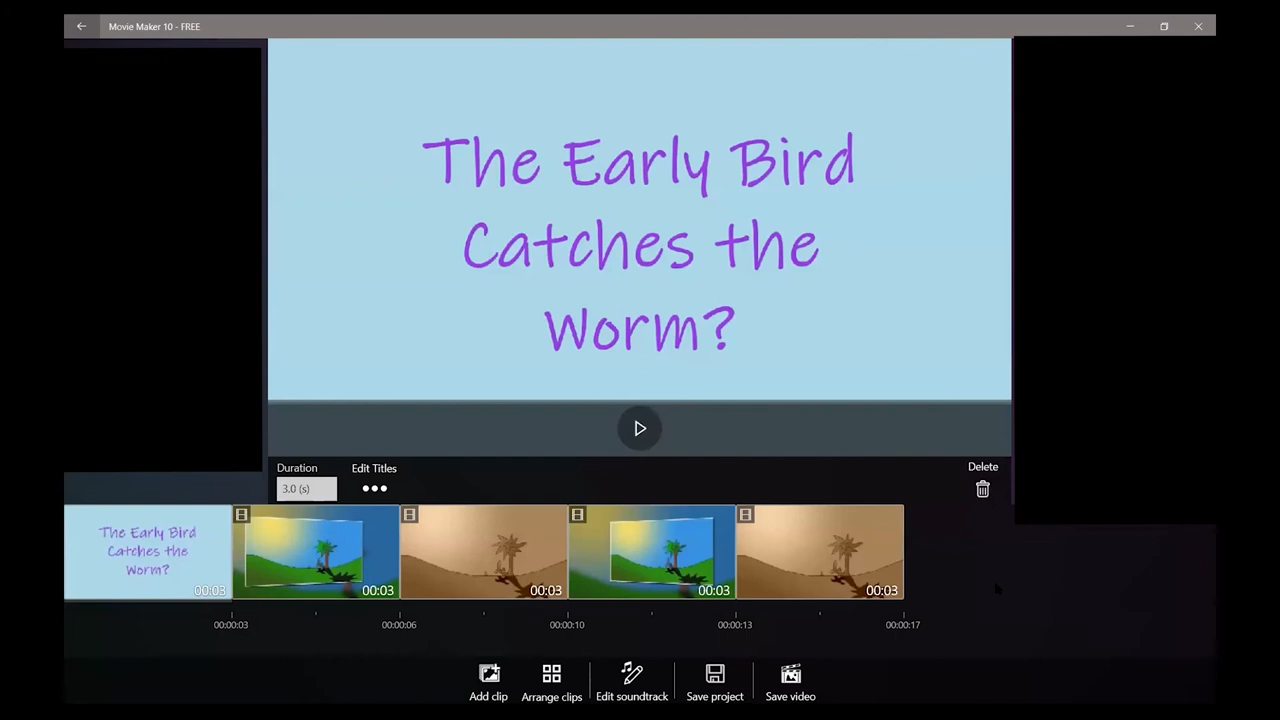 Movie Maker 10 - FREE
The Early Bird
Catches the
Worm?
Duration
Edit Titles
Delete
3.0 (s)
The Early Bird
Catches the
Worm?
00:03
00:03
00:03
00:03
00:03
00:00:03
00:00:06
00:00:10
00:00:13
00:00:17
Add clip
Arrange clips
Edit soundtrack
Save project
Save video